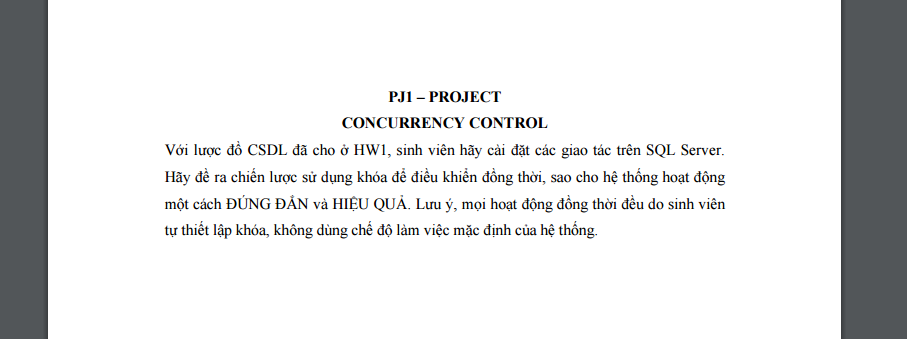 PJ1 – PROJECT
CONCURRENCY CONTROL
Với lược đồ CSDL đã cho ở HW1, sinh viên hãy cài đặt các giao tác trên SQL Server.
Hãy đề ra chiến lược sử dụng khóa để điều khiển đồng thời, sao cho hệ thống hoạt động
một cách ĐÚNG ĐẮN và HIỆU QUẢ. Lưu ý, mọi hoạt động đồng thời đều do sinh viên
tự thiết lập khóa, không dùng chế độ làm việc mặc định của hệ thống.